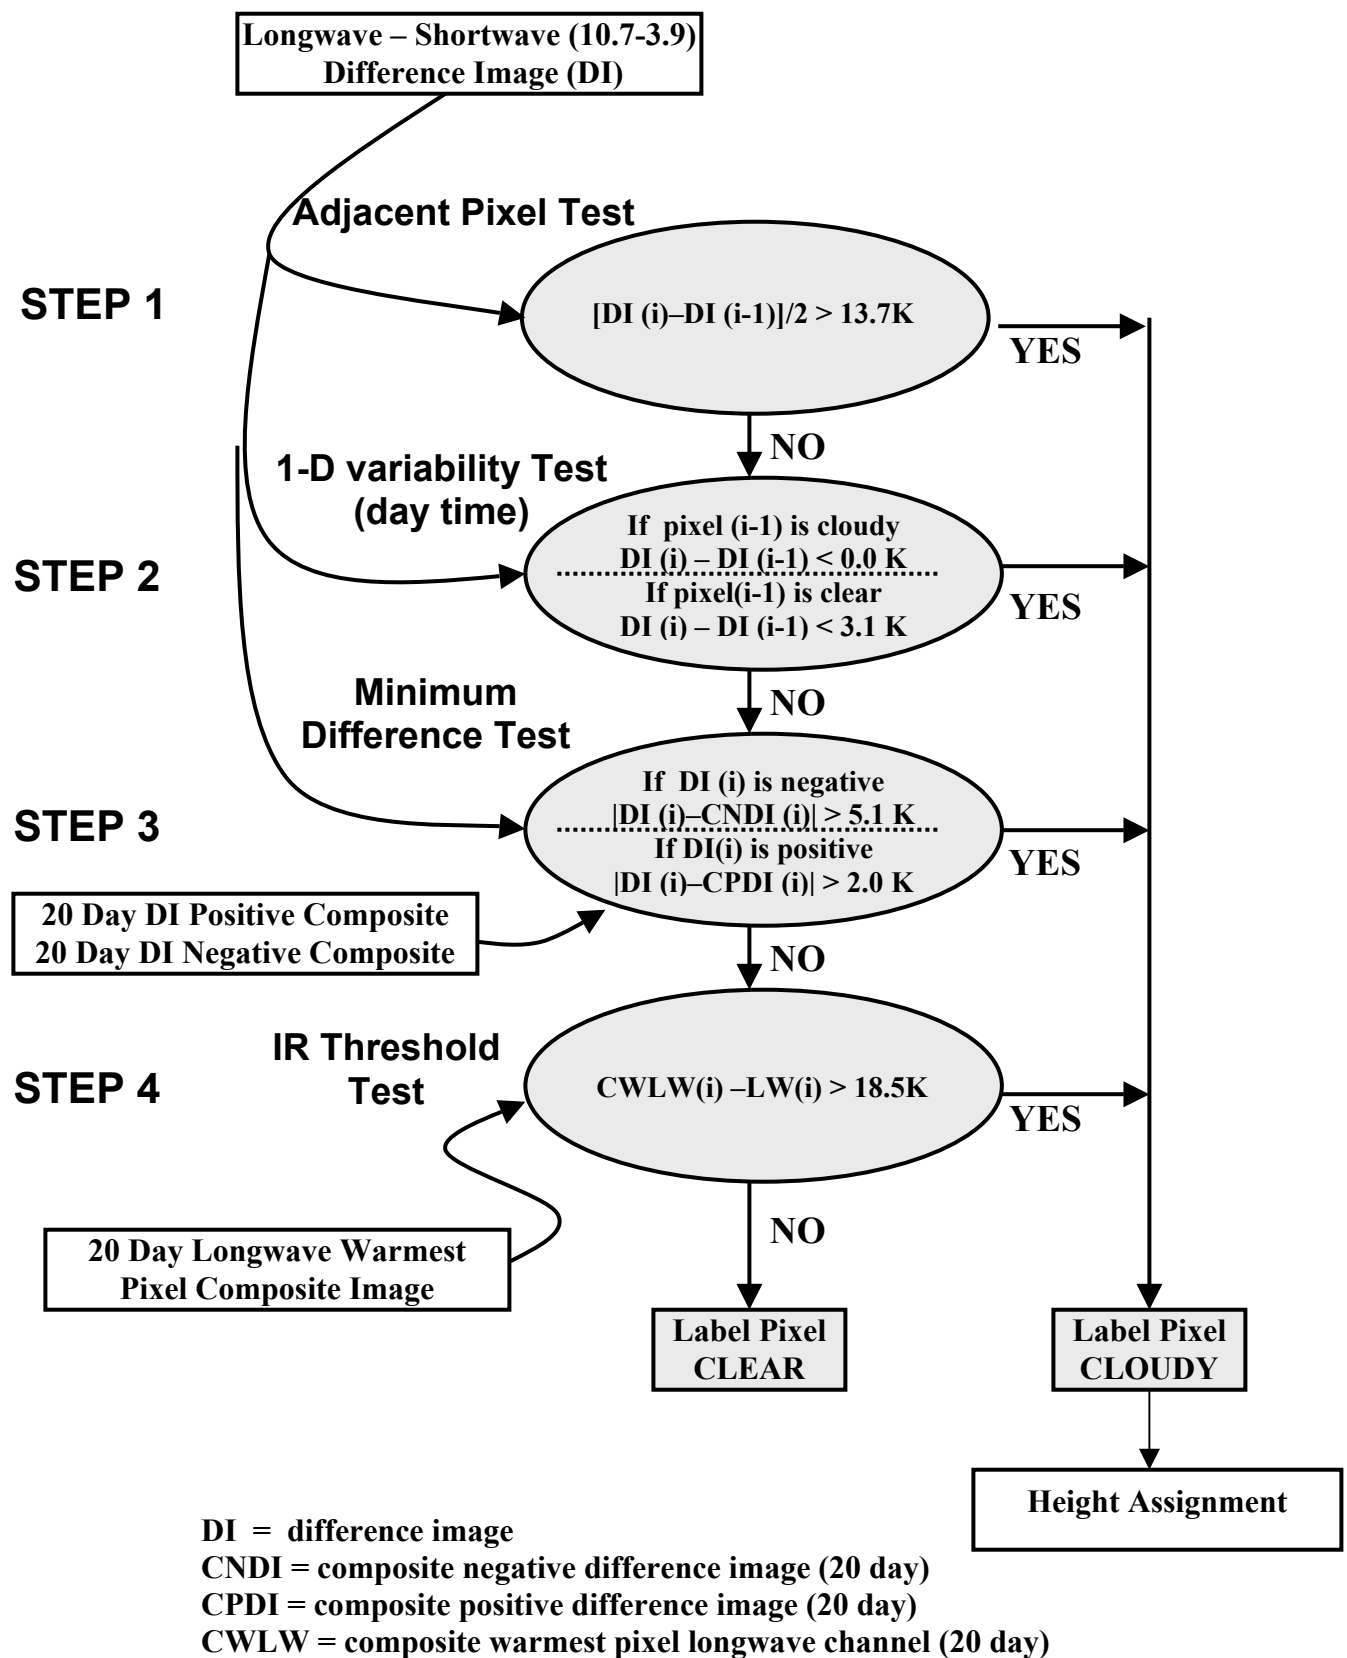 Longwave – Shortwave (10.7-3.9)
Difference Image (DI)
Adjacent Pixel Test
STEP 1
[DI (i)–DI (i-1)]/2 > 13.7K
YES
NO
1-D variability Test
(day time)
STEP 2
If pixel (i-1) is cloudy
DI (i) – DI (i-1) < 0.0 K
If pixel(i-1) is clear
DI (i) – DI (i-1) < 3.1 K
YES
NO
Minimum
Difference Test
STEP 3
If DI (i) is negative
|DI (i)–CNDI (i)| > 5.1 K
If DI(i) is positive
|DI (i)–CPDI (i)| > 2.0 K
YES
20 Day DI Positive Composite
20 Day DI Negative Composite
NO
IR Threshold
Test
STEP 4
CWLW(i) –LW(i) > 18.5K
YES
NO
20 Day Longwave Warmest
Pixel Composite Image
Label Pixel
CLEAR
Label Pixel
CLOUDY
Height Assignment
DI = difference image
CNDI = composite negative difference image (20 day)
CPDI = composite positive difference image (20 day)
CWLW = composite warmest pixel longwave channel (20 day)